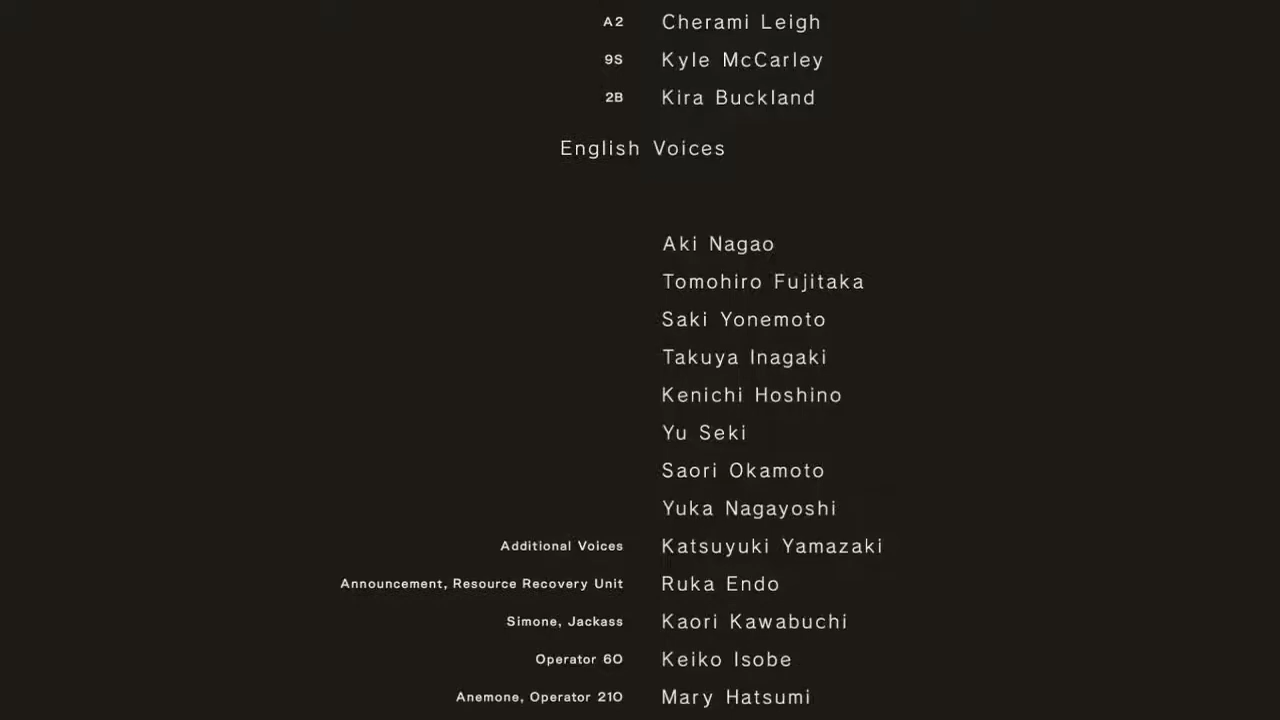 A2 Cherami Leigh
9S Kyle McCarley
2B Kira Buckland
English Voices
Aki Nagao
Tomohiro Fujitaka
Saki Yonemoto
Takuya Inagaki
Kenichi Hoshino
Yu Seki
Saori Okamoto
Yuka Nagayoshi
Additional Voices Katsuyuki Yamazaki
Announcement, Resource Recovery Unit Ruka Endo
Simone, Jackass Kaori Kawabuchi
Operator 6O Keiko Isobe
Anemone, Operator 21O Mary Hatsumi